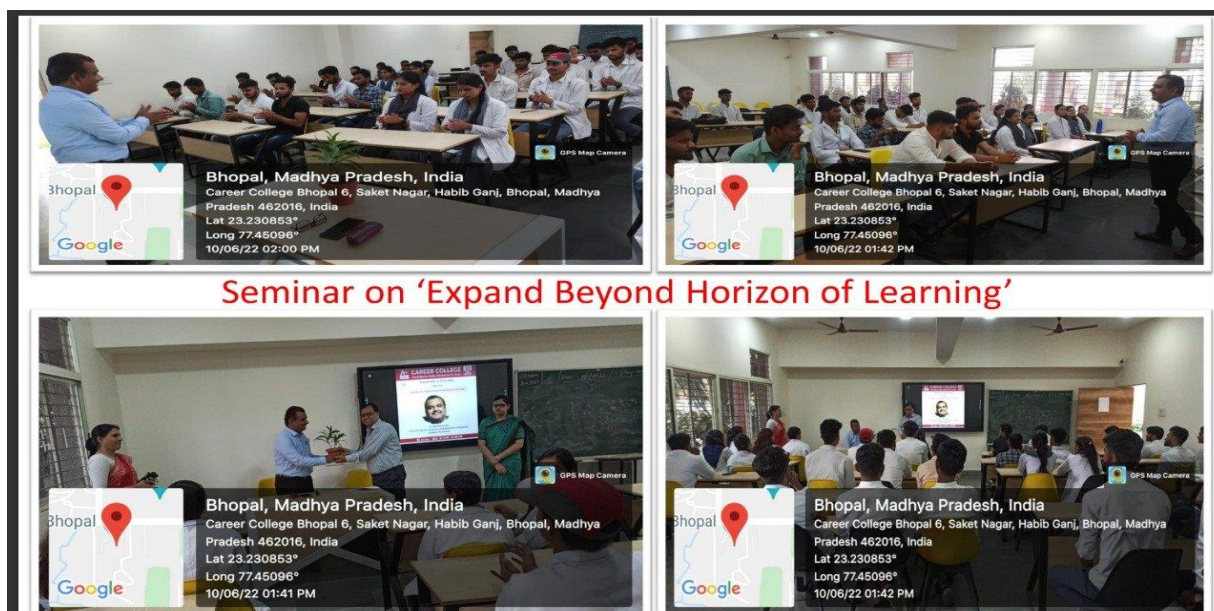 GPS Map Camera
Bhopal
Google
Bhopal, Madhya Pradesh, India
Career College Bhopal 6, Saket Nagar, Habib Ganj, Bhopal, Madhya
Pradesh 462016, India
Lat 23.230853°
Long 77.45096°
10/06/22 02:00 PM
GPS Map Camera
Bhopal
Google
Bhopal, Madhya Pradesh, India
Career College Bhopal 6, Saket Nagar, Habib Ganj, Bhopal, Madhya
Pradesh 462016, India
Lat 23.230853°
Long 77.45096°
10/06/22 01:42 PM
Seminar on ‘Expand Beyond Horizon of Learning’
CAREER COLLEGE
GPS Map Camera
Bhopal
Google
Bhopal, Madhya Pradesh, India
Career College Bhopal 6, Saket Nagar, Habib Ganj, Bhopal, Madhya
Pradesh 462016, India
Lat 23.230853°
Long 77.45096°
10/06/22 01:41 PM
CAREER COLLEGE
GPS Map Camera
Bhopal
Google
Bhopal, Madhya Pradesh, India
Career College Bhopal 6, Saket Nagar, Habib Ganj, Bhopal, Madhya
Pradesh 462016, India
Lat 23.230853°
Long 77.45096°
10/06/22 01:42 PM